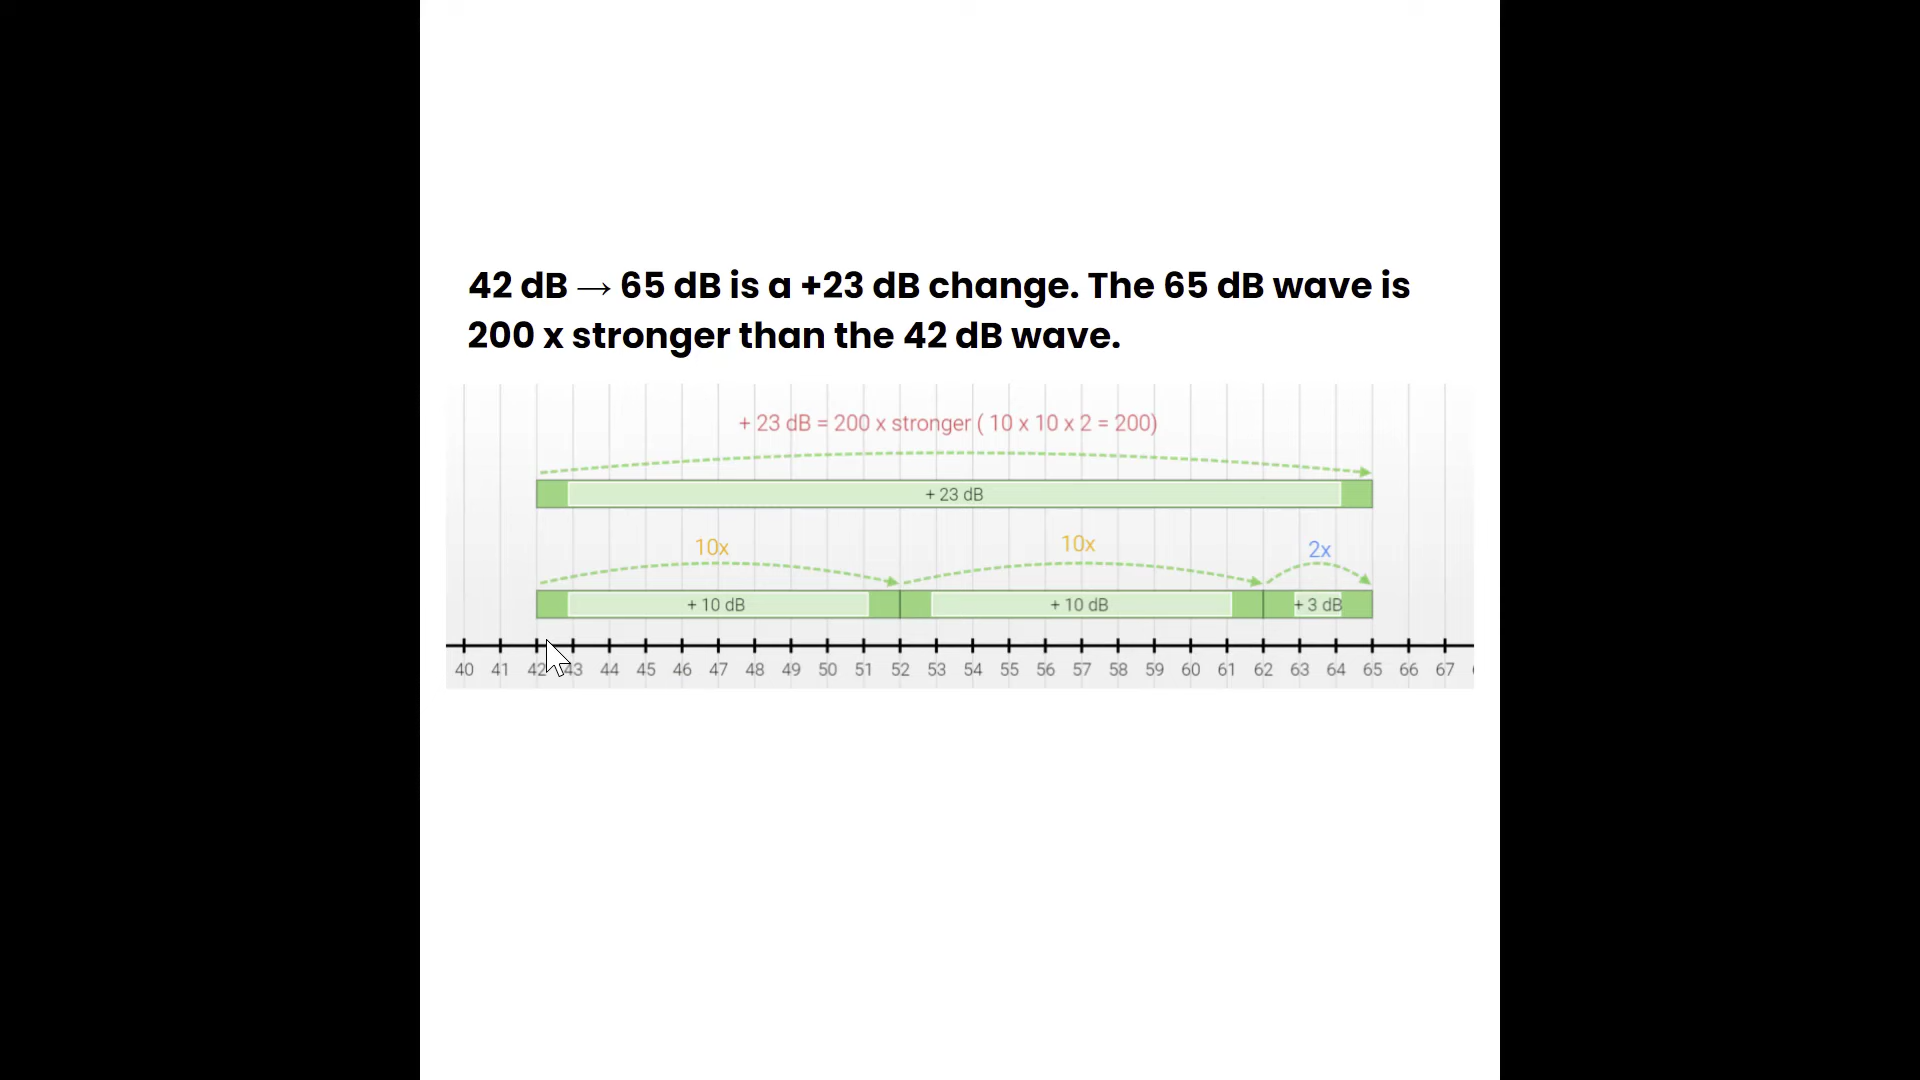 42 dB → 65 dB is a +23 dB change. The 65 dB wave is
200 x stronger than the 42 dB wave.
+ 23 dB = 200 x stronger ( 10 x 10 x 2 = 200)
+ 23 dB
10x 10x 2x
+ 10 dB + 10 dB + 3 dB
40 41 42 43 44 45 46 47 48 49 50 51 52 53 54 55 56 57 58 59 60 61 62 63 64 65 66 67